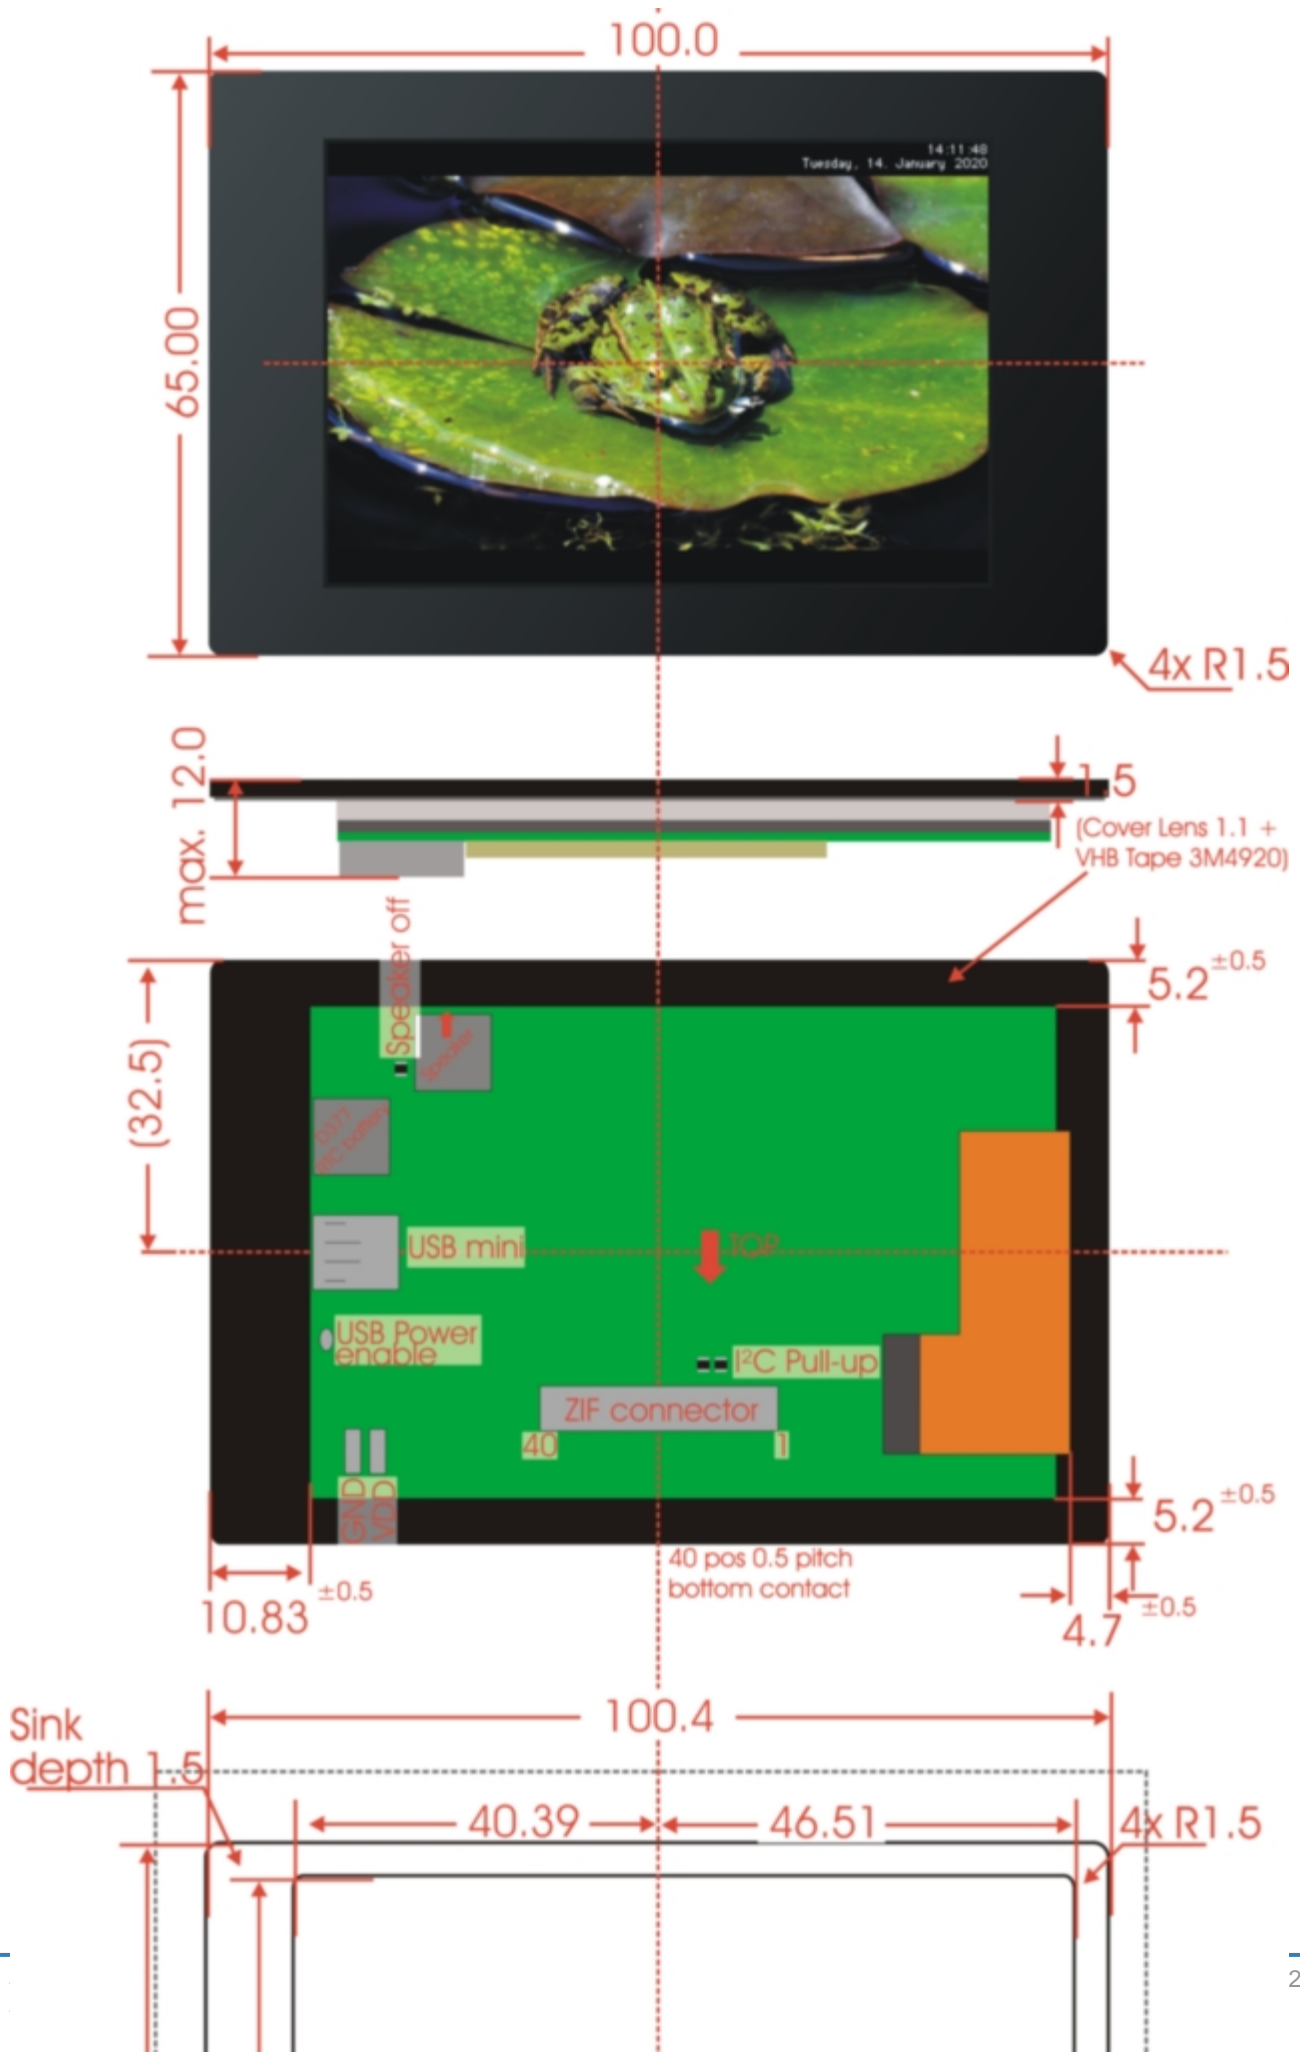 100.0
14:11:48
Tuesday, 14. January 2020
65.00
4x R1.5
max. 12.0
1.5
(Cover Lens 1.1 +
VHB Tape 3M4920)
Speaker off
5.2 ±0.5
Speaker
(32.5)
RTC battery
USB mini
TOP
USB Power
enable
I²C Pull-up
ZIF connector
40
1
GND
VDD
5.2 ±0.5
40 pos 0.5 pitch
bottom contact
10.83 ±0.5
4.7 ±0.5
100.4
Sink
depth 1.5
40.39
46.51
4x R1.5
2